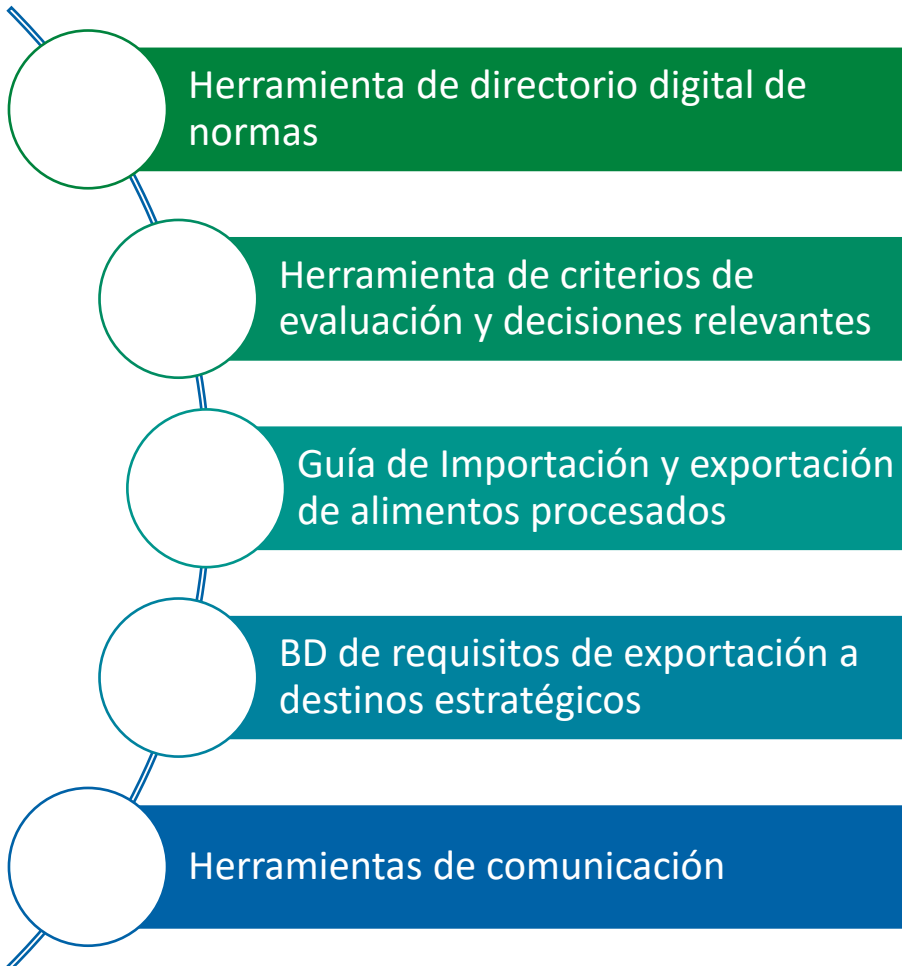 Herramienta de directorio digital de
normas
Herramienta de criterios de
evaluación y decisiones relevantes
Guía de Importación y exportación
de alimentos procesados
BD de requisitos de exportación a
destinos estratégicos
Herramientas de comunicación